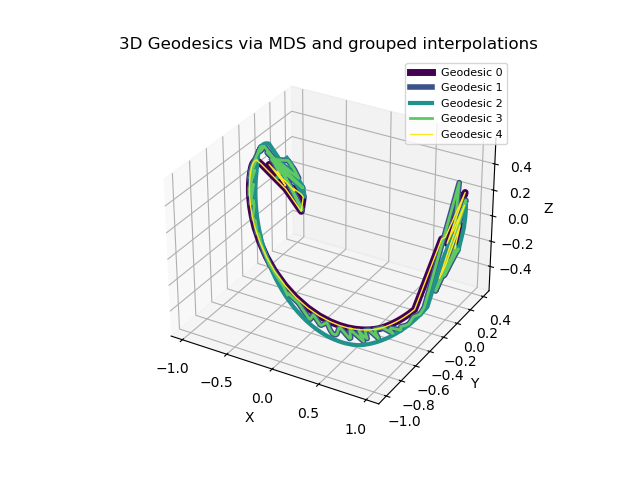 3D Geodesics via MDS and grouped interpolations
Geodesic 0
Geodesic 1
Geodesic 2
Geodesic 3
Geodesic 4
0.4
0.2
0.0
−0.2
−0.4
Z
0.4
0.2
0.0
−0.2
−0.4
−0.6
−0.8
−1.0
Y
−1.0
−0.5
0.0
0.5
1.0
X